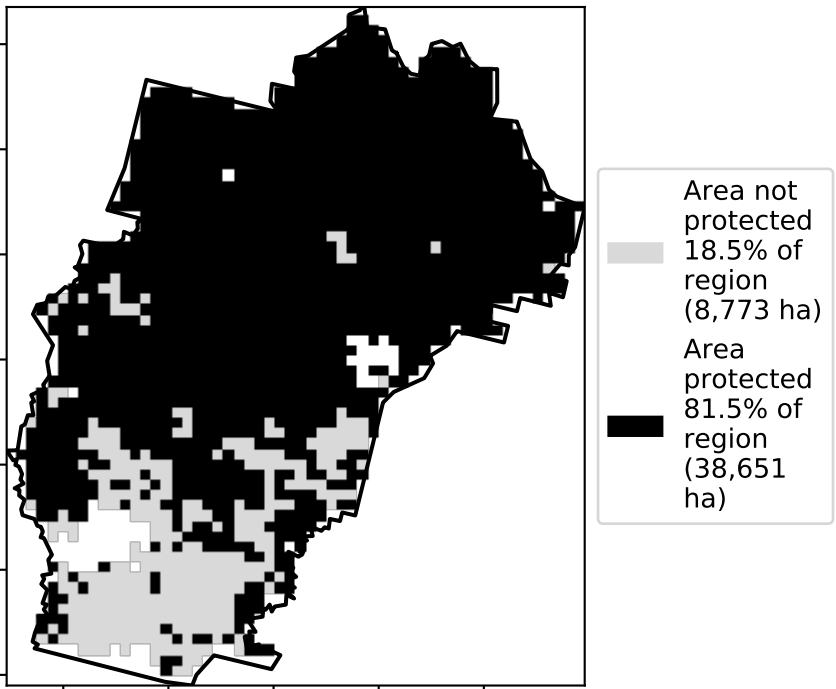 Area not
protected
18.5% of
region
(8,773 ha)
Area
protected
81.5% of
region
(38,651
ha)